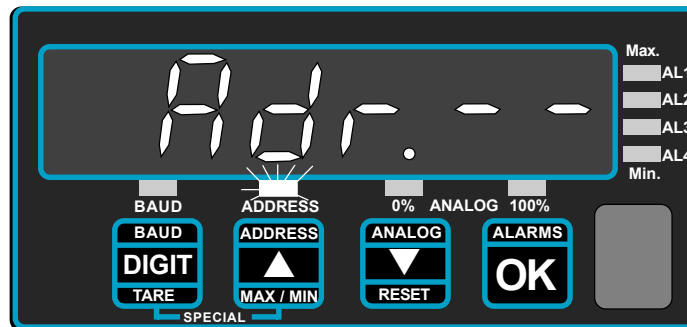 Max.
Adr.--
AL1
AL2
AL3
AL4
Min.
BAUD ADDRESS 0% ANALOG 100%
BAUD ADDRESS ANALOG ALARMS
DIGIT OK
TARE MAX / MIN RESET
SPECIAL